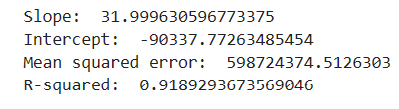 Slope:  31.999630596773375
Intercept:  -90337.77263485454
Mean squared error:  598724374.5126303
R-squared:  0.9189293673569046